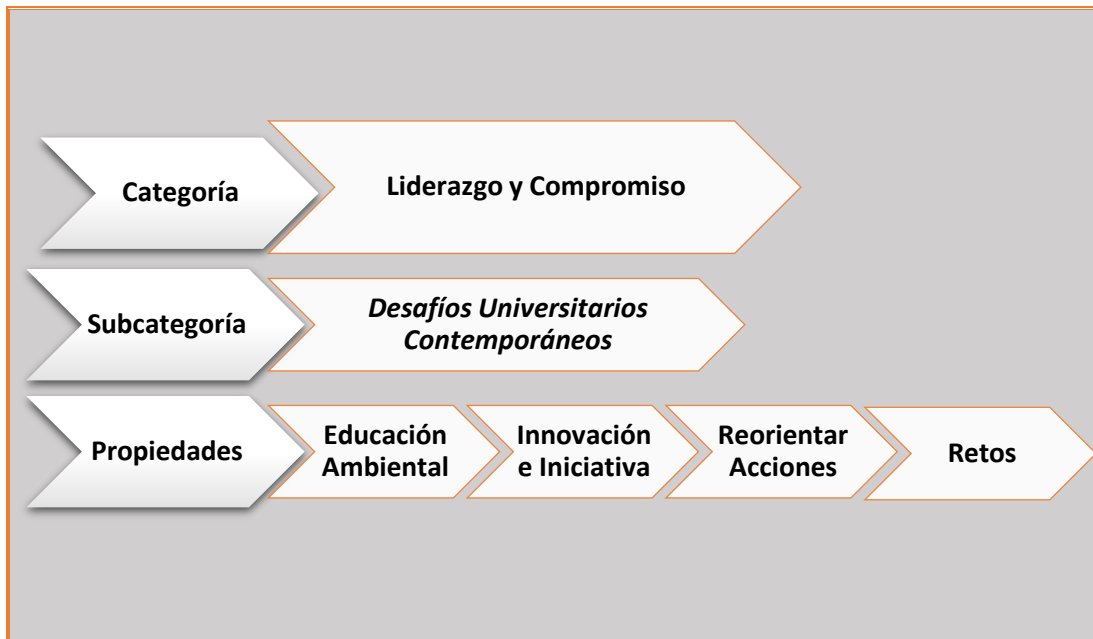 Categoría
Liderazgo y Compromiso
Subcategoría
Desafíos Universitarios
Contemporáneos
Propiedades
Educación
Ambiental
Innovación
e Iniciativa
Reorientar
Acciones
Retos